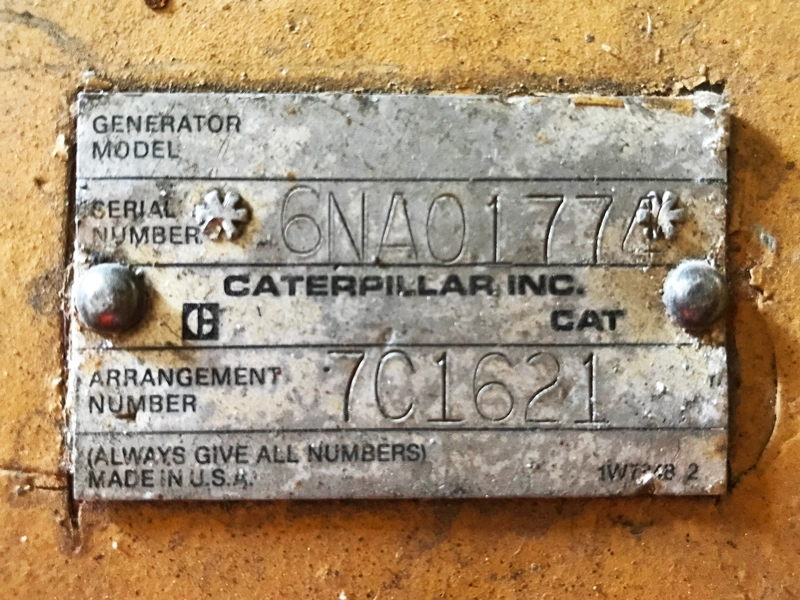 GENERATOR
MODEL
SERIAL
NUMBER
6NA01774
CATERPILLAR INC.
CAT
ARRANGEMENT
NUMBER
7C1621
(ALWAYS GIVE ALL NUMBERS)
MADE IN U.S.A.